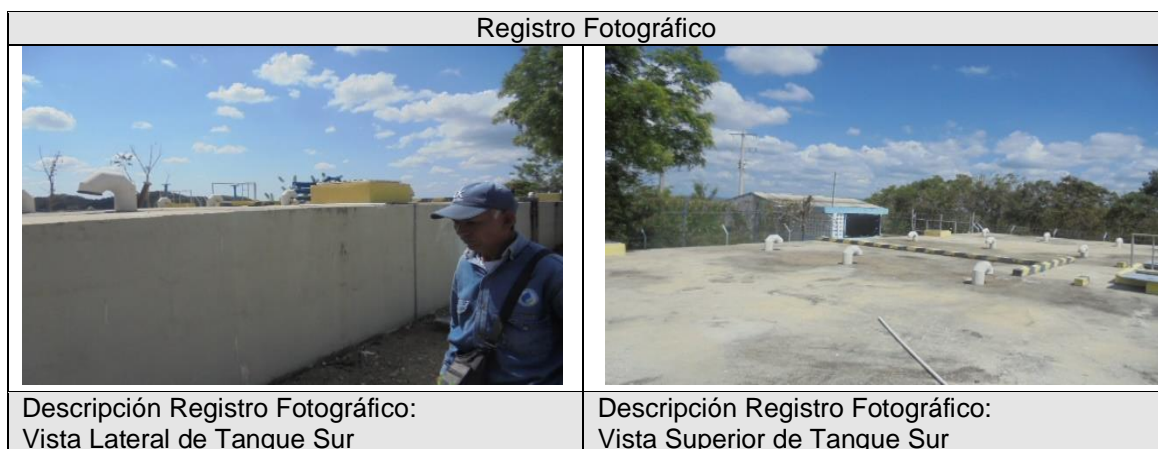 Registro Fotográfico
Descripción Registro Fotográfico:
Vista Lateral de Tanque Sur
Descripción Registro Fotográfico:
Vista Superior de Tanque Sur